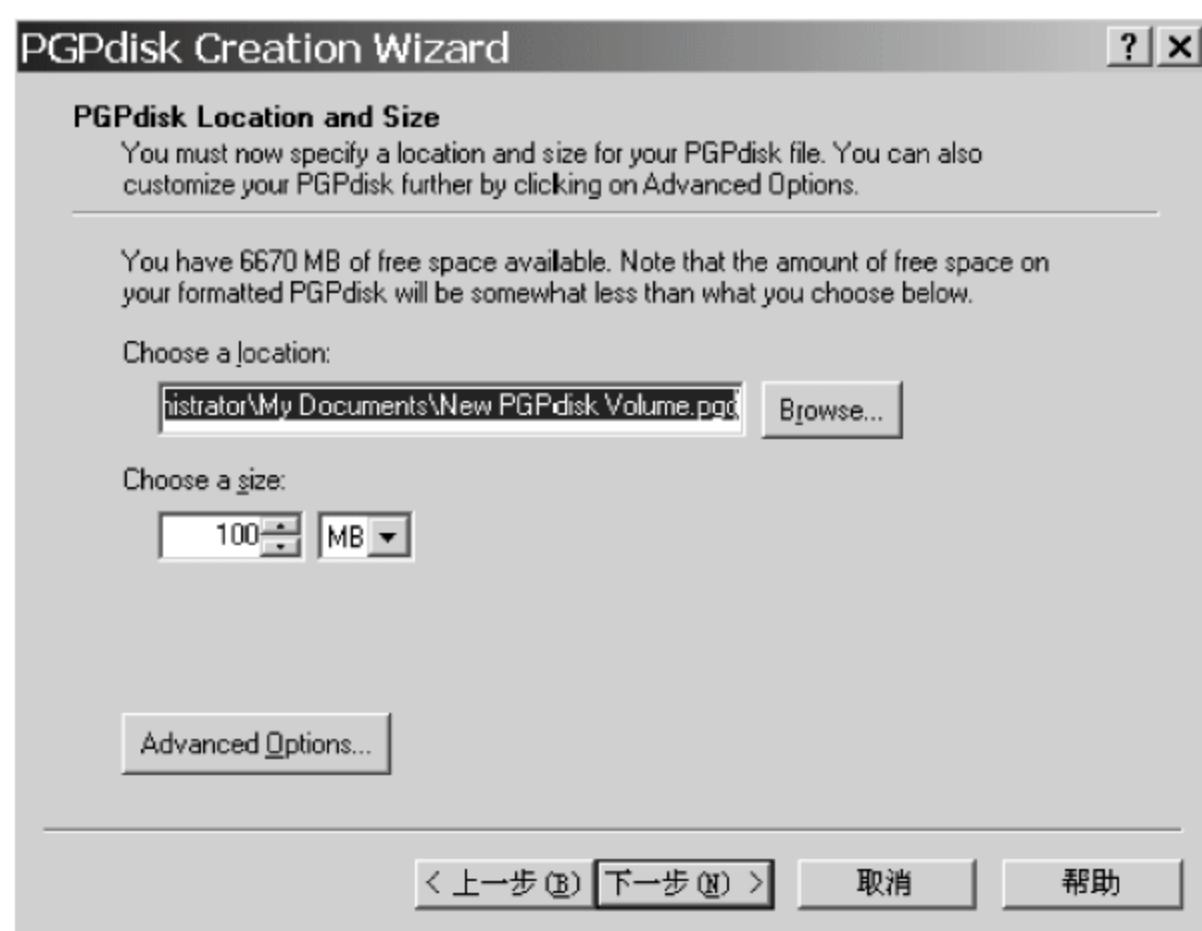 PGPdisk Creation Wizard
PGPdisk Location and Size
You must now specify a location and size for your PGPdisk file. You can also
customize your PGPdisk further by clicking on Advanced Options.
You have 6670 MB of free space available. Note that the amount of free space on
your formatted PGPdisk will be somewhat less than what you choose below.
Choose a location:
histrator\My Documents\New PGPdisk Volume.pgd
Browse...
Choose a size:
100 MB
Advanced Options...
< 上一步(B) 下一步(N) > 取消 帮助